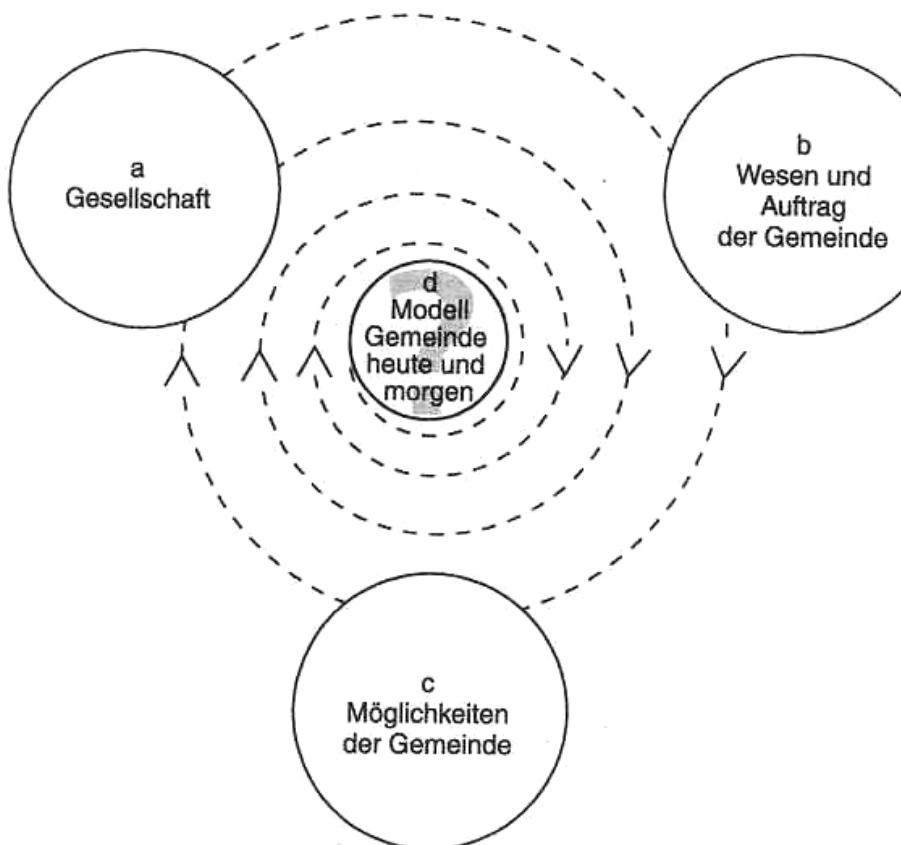 a
Gesellschaft
b
Wesen und
Auftrag
der Gemeinde
d
Modell
Gemeinde
heute und
morgen
?
c
Möglichkeiten
der Gemeinde